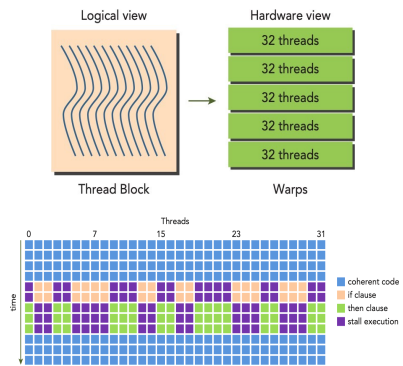 Logical view
Hardware view
32 threads
32 threads
32 threads
32 threads
32 threads
Thread Block
Warps
Threads
0 7 15 23 31
time
coherent code
if clause
then clause
stall execution